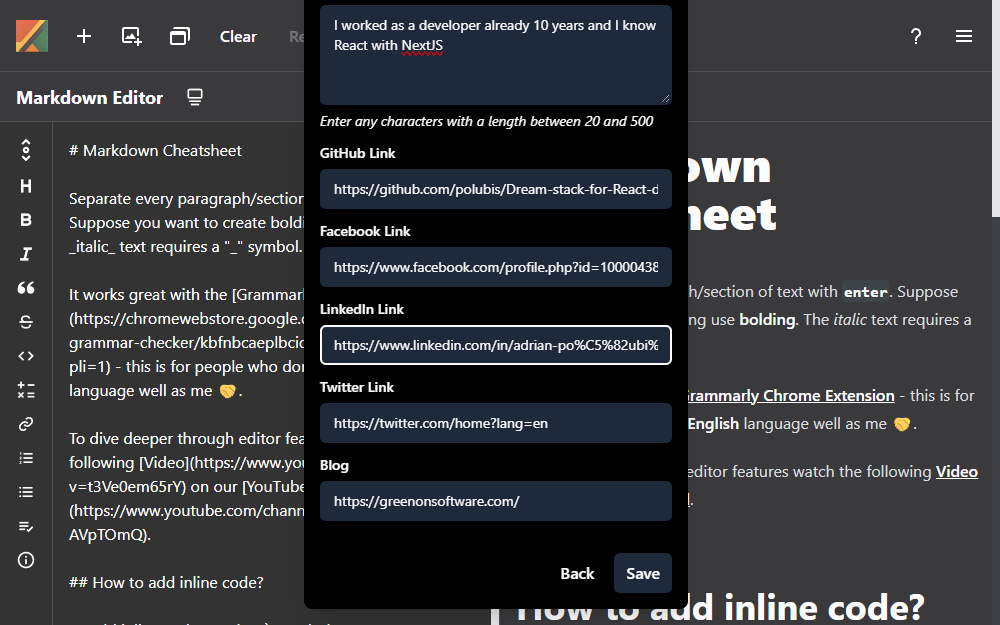 Clear
?
Markdown Editor
I worked as a developer already 10 years and I know
React with NextJS
Enter any characters with a length between 20 and 500
GitHub Link
https://github.com/polubis/Dream-stack-for-React-d
Facebook Link
https://www.facebook.com/profile.php?id=10000438
LinkedIn Link
https://www.linkedin.com/in/adrian-po%C5%82ubi%
Twitter Link
https://twitter.com/home?lang=en
Blog
https://greenonsoftware.com/
Back
Save
H
B
I
# Markdown Cheatsheet
Separate every paragraph/section
Suppose you want to create boldi
_italic_ text requires a "_" symbol.
It works great with the [Grammarl
(https://chromewebstore.google.c
grammar-checker/kbfnbcaeplbcio
pli=1) - this is for people who don
language well as me 🤝.
To dive deeper through editor fea
following [Video](https://www.you
v=t3Ve0em65rY) on our [YouTube
(https://www.youtube.com/chann
AVpTOmQ).
## How to add inline code?
own
eet
h/section of text with enter. Suppose
ng use bolding. The italic text requires a
Grammarly Chrome Extension - this is for
English language well as me 🤝.
editor features watch the following Video
How to add inline code?